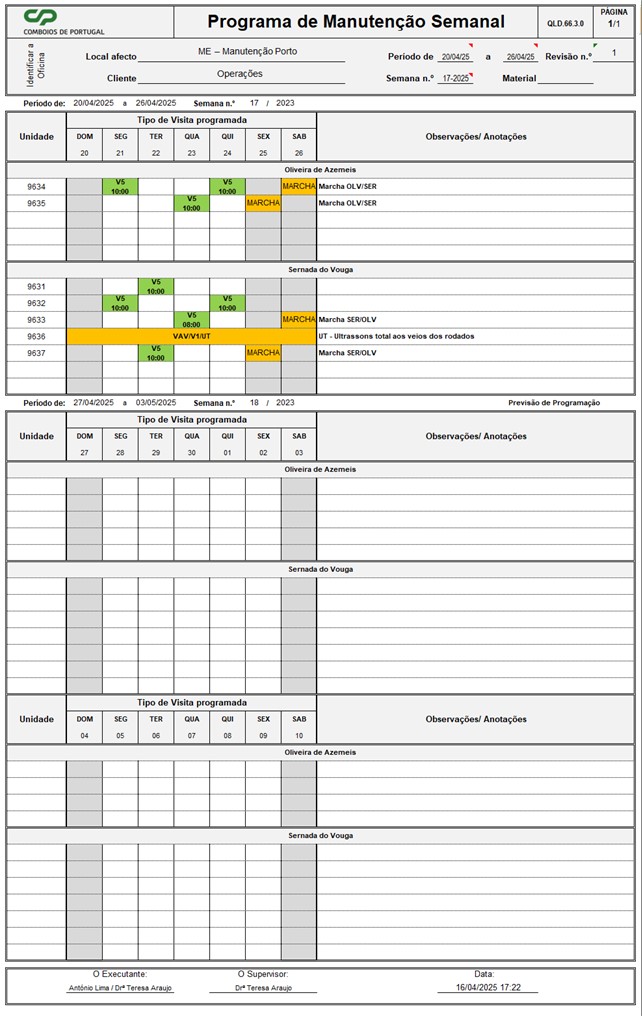 CP
COMBOIOS DE PORTUGAL
Programa de Manutenção Semanal
QLD.66.3.0
PÁGINA
1/1
Identificar a Oficina
Local afecto ME – Manutenção Porto
Período de 20/04/25 a 26/04/25 Revisão n.º 1
Cliente Operações
Semana n.º 17-2025 Material
Período de: 20/04/2025 a 26/04/2025 Semana n.º 17 / 2023
Unidade Tipo de Visita programada Observações/ Anotações
DOM SEG TER QUA QUI SEX SAB
20 21 22 23 24 25 26
Oliveira de Azemeis
9634 V5 10:00 V5 10:00 MARCHA Marcha OLV/SER
9635 V5 10:00 MARCHA Marcha OLV/SER
Sernada do Vouga
9631 V5 10:00
9632 V5 10:00 V5 10:00
9633 V5 08:00 MARCHA Marcha SER/OLV
9636 VAV/V1/UT UT - Ultrassons total aos veios dos rodados
9637 V5 10:00 MARCHA Marcha SER/OLV
Período de: 27/04/2025 a 03/05/2025 Semana n.º 18 / 2023 Previsão de Programação
Unidade Tipo de Visita programada Observações/ Anotações
DOM SEG TER QUA QUI SEX SAB
27 28 29 30 01 02 03
Oliveira de Azemeis
Sernada do Vouga
Unidade Tipo de Visita programada Observações/ Anotações
DOM SEG TER QUA QUI SEX SAB
04 05 06 07 08 09 10
Oliveira de Azemeis
Sernada do Vouga
O Executante: O Supervisor: Data:
António Lima / Drª Teresa Araujo Drª Teresa Araujo 16/04/2025 17:22